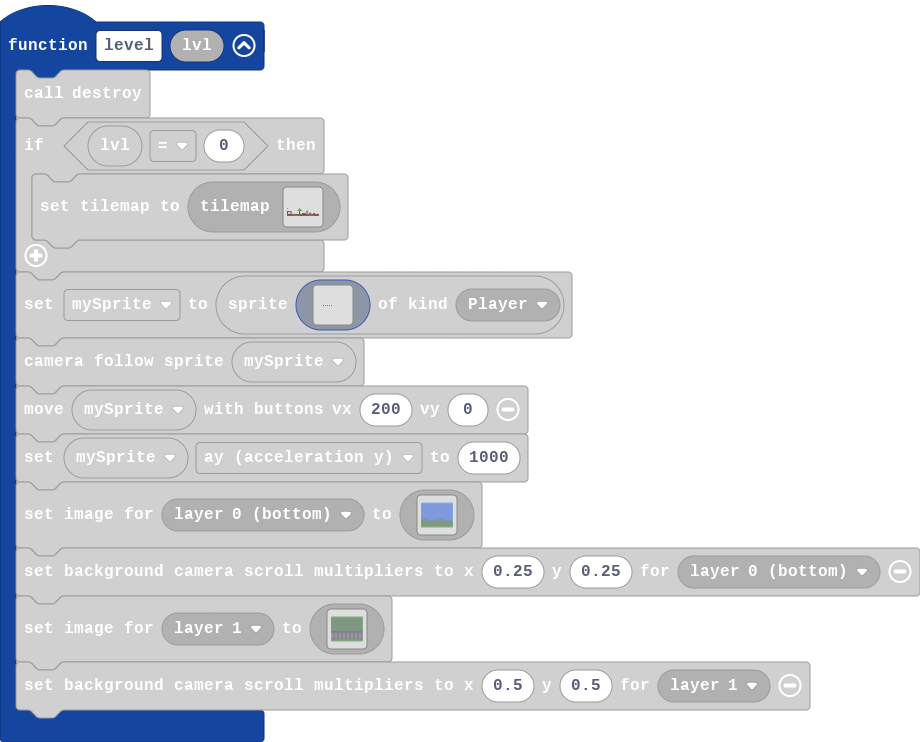 function level lvl
call destroy
if lvl = 0 then
set tilemap to tilemap
set mySprite to sprite of kind Player
camera follow sprite mySprite
move mySprite with buttons vx 200 vy 0
set mySprite ay (acceleration y) to 1000
set image for layer 0 (bottom) to
set background camera scroll multipliers to x 0.25 y 0.25 for layer 0 (bottom)
set image for layer 1 to
set background camera scroll multipliers to x 0.5 y 0.5 for layer 1